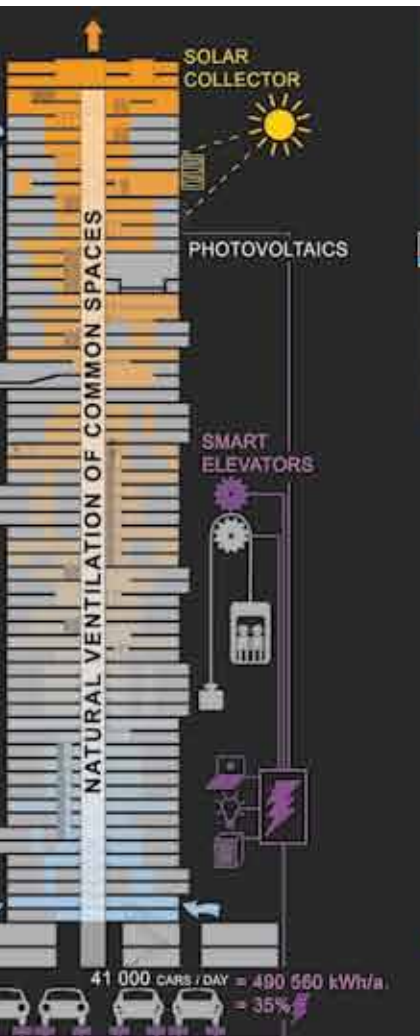 SOLAR
COLLECTOR
PHOTOVOLTAICS
NATURAL VENTILATION OF COMMON SPACES
SMART
ELEVATORS
41 000 CARS / DAY = 490 560 kWh/a.
= 35%